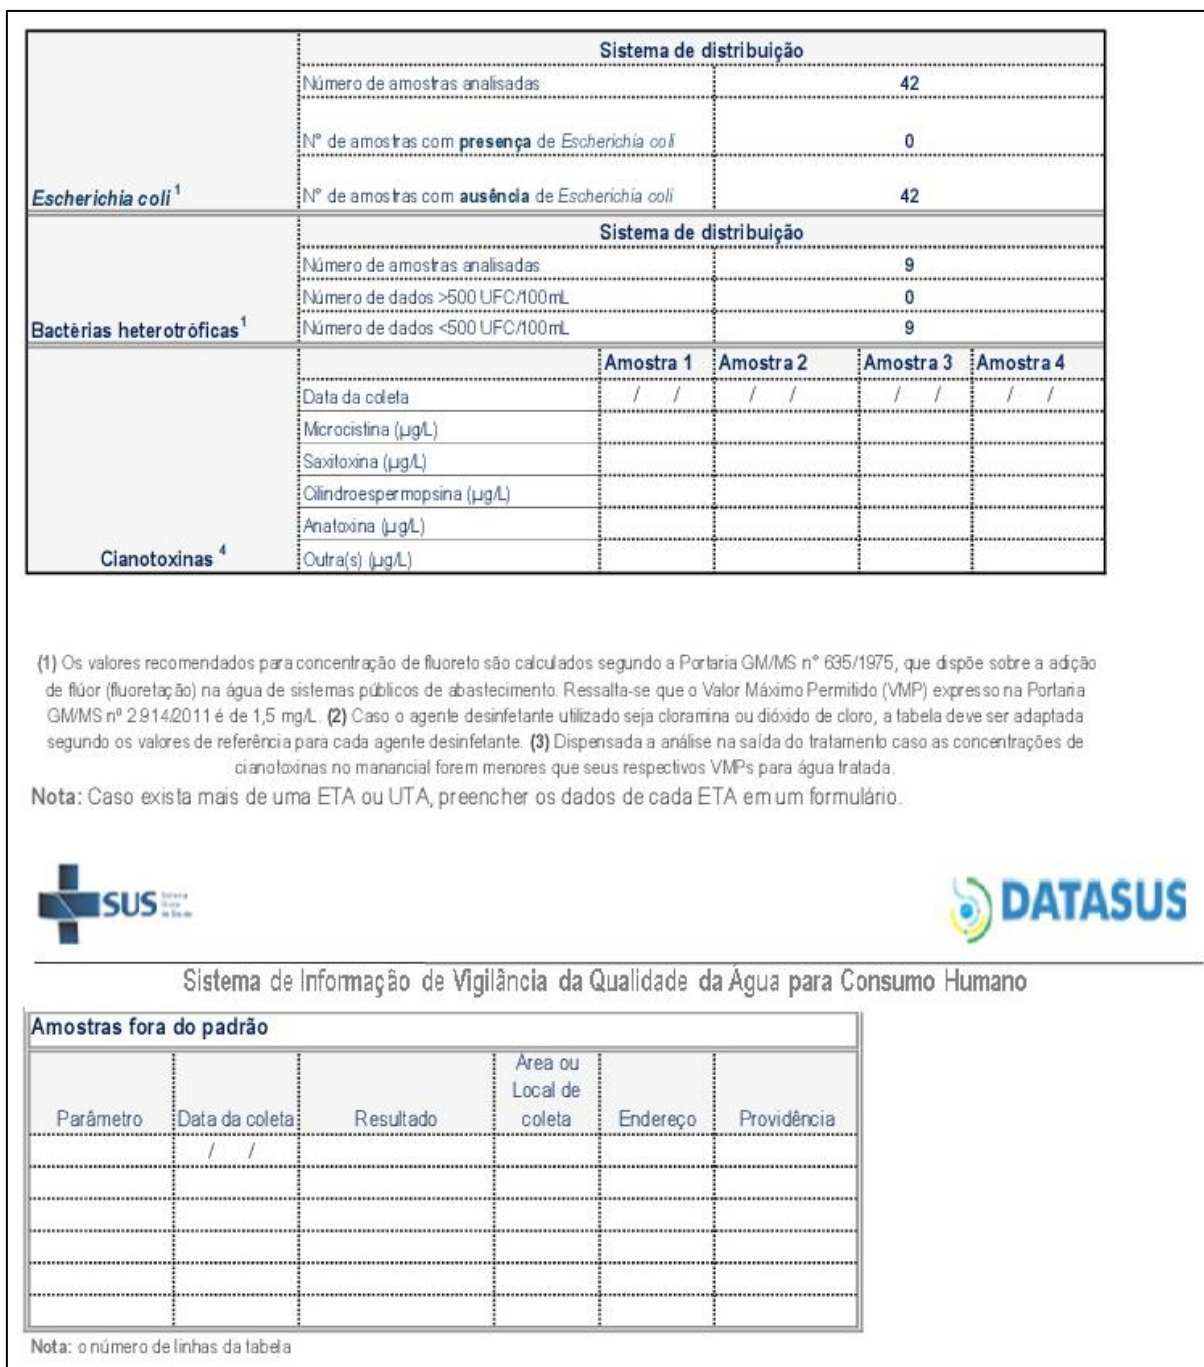 Sistema de distribuição
Número de amostras analisadas 42
N° de amostras com presença de Escherichia coli 0
Escherichia coli ¹ N° de amostras com ausência de Escherichia coli 42
Sistema de distribuição
Número de amostras analisadas 9
Número de dados >500 UFC/100mL 0
Bactérias heterotróficas¹ Número de dados <500 UFC/100mL 9
Amostra 1 Amostra 2 Amostra 3 Amostra 4
Data da coleta / / / / / / / /
Microcistina (µg/L)
Saxitoxina (µg/L)
Cilindroespermopsina (µg/L)
Anatoxina (µg/L)
Cianotoxinas ⁴ Outra(s) (µg/L)
(1) Os valores recomendados para concentração de fluoreto são calculados segundo a Portaria GM/MS n° 635/1975, que dispõe sobre a adição
de flúor (fluoretação) na água de sistemas públicos de abastecimento. Ressalta-se que o Valor Máximo Permitido (VMP) expresso na Portaria
GM/MS nº 2.914/2011 é de 1,5 mg/L. (2) Caso o agente desinfetante utilizado seja cloramina ou dióxido de cloro, a tabela deve ser adaptada
segundo os valores de referência para cada agente desinfetante. (3) Dispensada a análise na saída do tratamento caso as concentrações de
cianotoxinas no manancial forem menores que seus respectivos VMPs para água tratada.
Nota: Caso exista mais de uma ETA ou UTA, preencher os dados de cada ETA em um formulário.
SUS
DATASUS
Sistema de Informação de Vigilância da Qualidade da Água para Consumo Humano
Amostras fora do padrão
Parâmetro Data da coleta Resultado Área ou Local de coleta Endereço Providência
/ /
Nota: o número de linhas da tabela